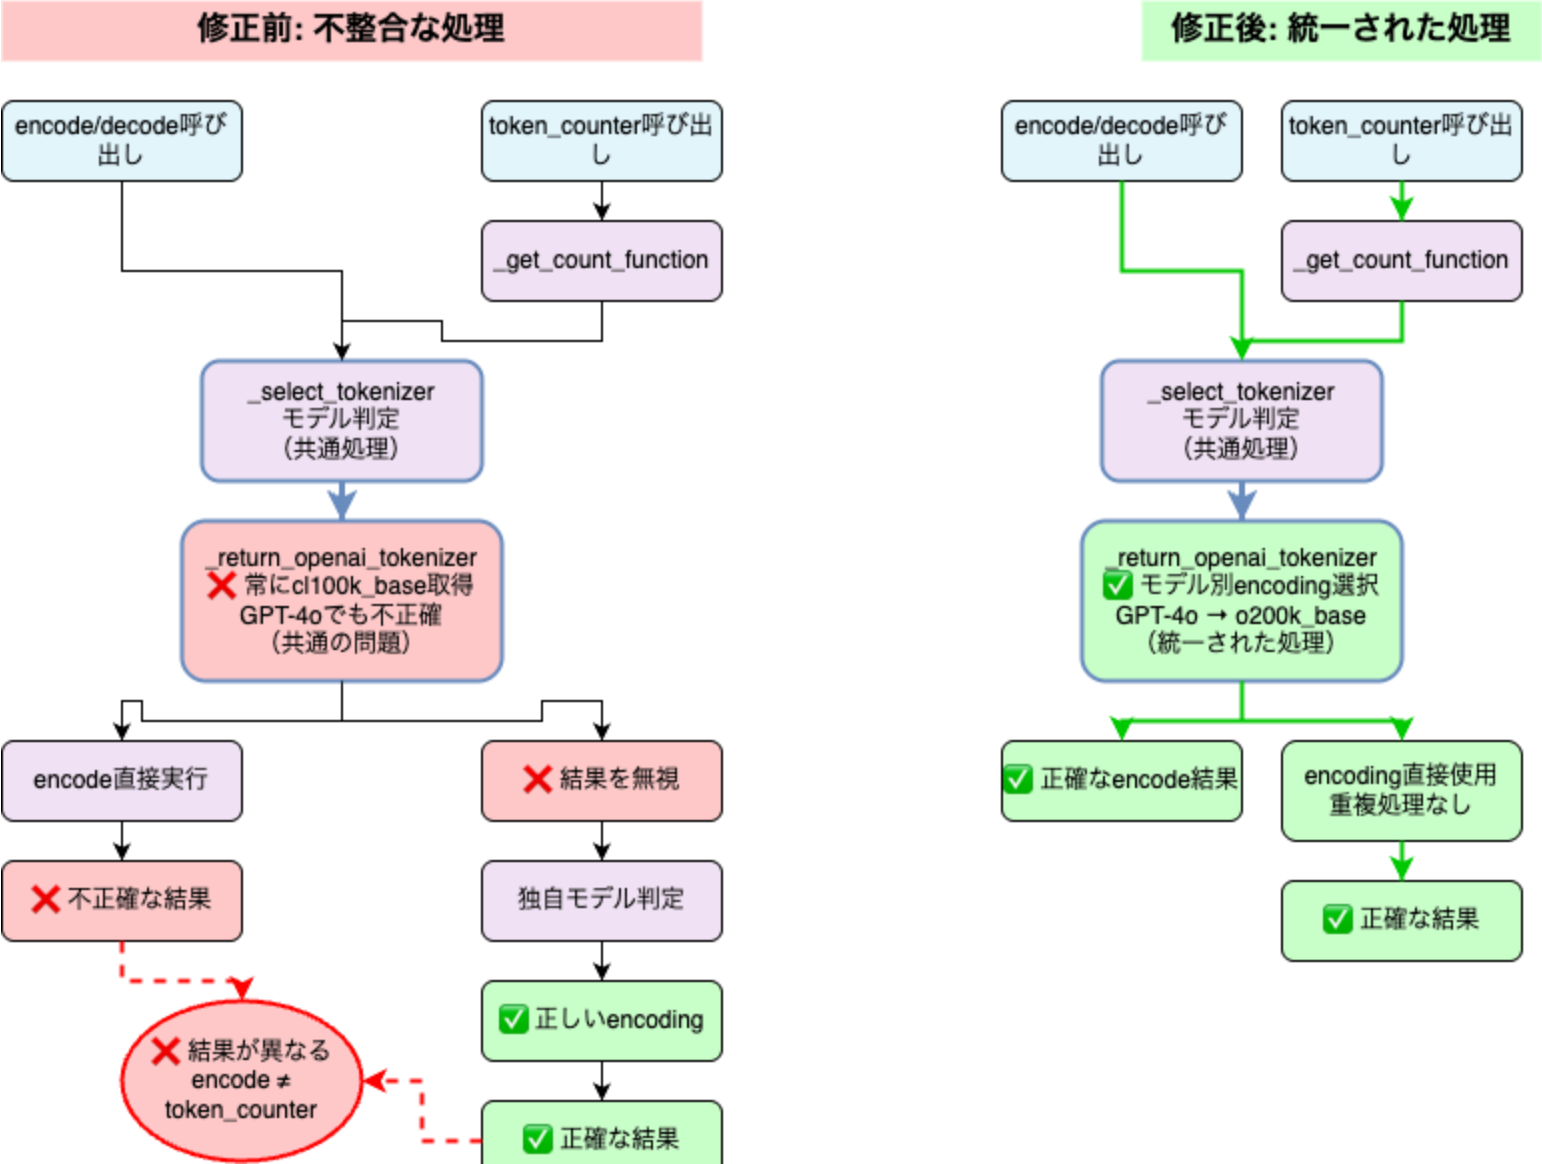 修正前: 不整合な処理
encode/decode呼び
出し
token_counter呼び出
し
_get_count_function
_select_tokenizer
モデル判定
（共通処理）
_return_openai_tokenizer
❌ 常にcl100k_base取得
GPT-4oでも不正確
（共通の問題）
encode直接実行
❌ 結果を無視
❌ 不正確な結果
独自モデル判定
✅ 正しいencoding
❌ 結果が異なる
encode ≠
token_counter
✅ 正確な結果
修正後: 統一された処理
encode/decode呼び
出し
token_counter呼び出
し
_get_count_function
_select_tokenizer
モデル判定
（共通処理）
_return_openai_tokenizer
✅ モデル別encoding選択
GPT-4o → o200k_base
（統一された処理）
✅ 正確なencode結果
encoding直接使用
重複処理なし
✅ 正確な結果